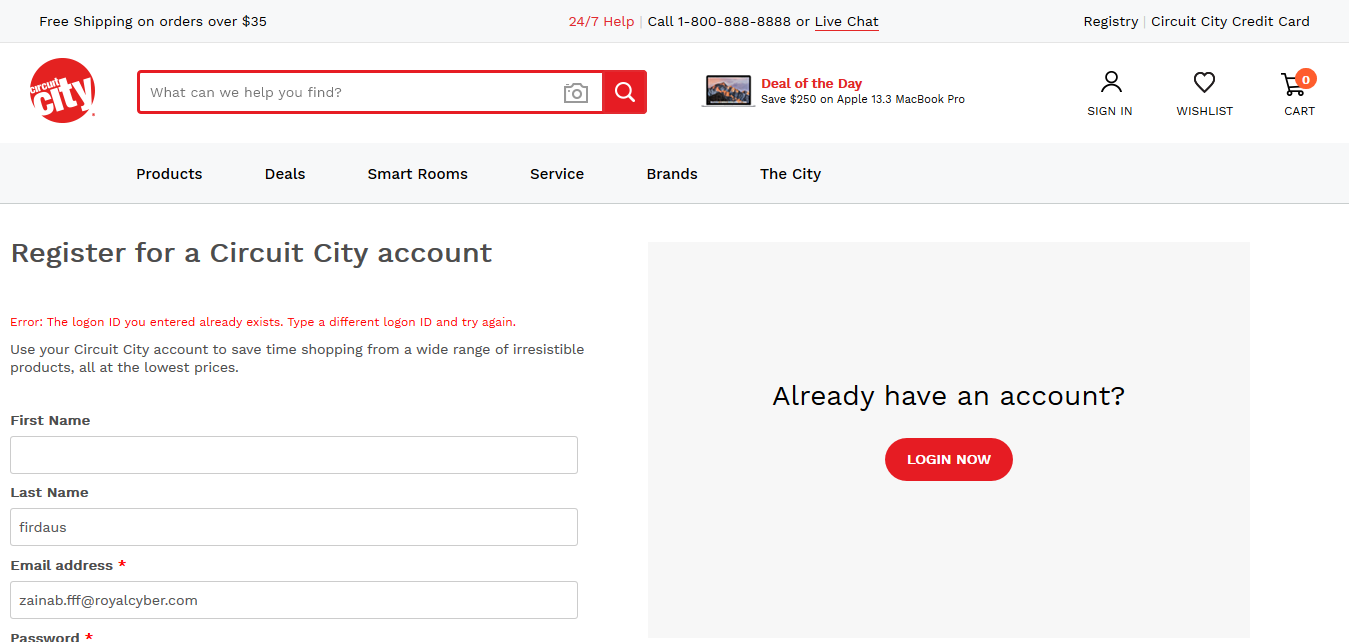 Free Shipping on orders over $35
24/7 Help | Call 1-800-888-8888 or Live Chat
Registry | Circuit City Credit Card
circuit
city
What can we help you find?
Deal of the Day
Save $250 on Apple 13.3 MacBook Pro
SIGN IN
WISHLIST
0
CART
Products
Deals
Smart Rooms
Service
Brands
The City
Register for a Circuit City account
Error: The logon ID you entered already exists. Type a different logon ID and try again.
Use your Circuit City account to save time shopping from a wide range of irresistible
products, all at the lowest prices.
First Name
Last Name
firdaus
Email address *
zainab.fff@royalcyber.com
Password *
Already have an account?
LOGIN NOW